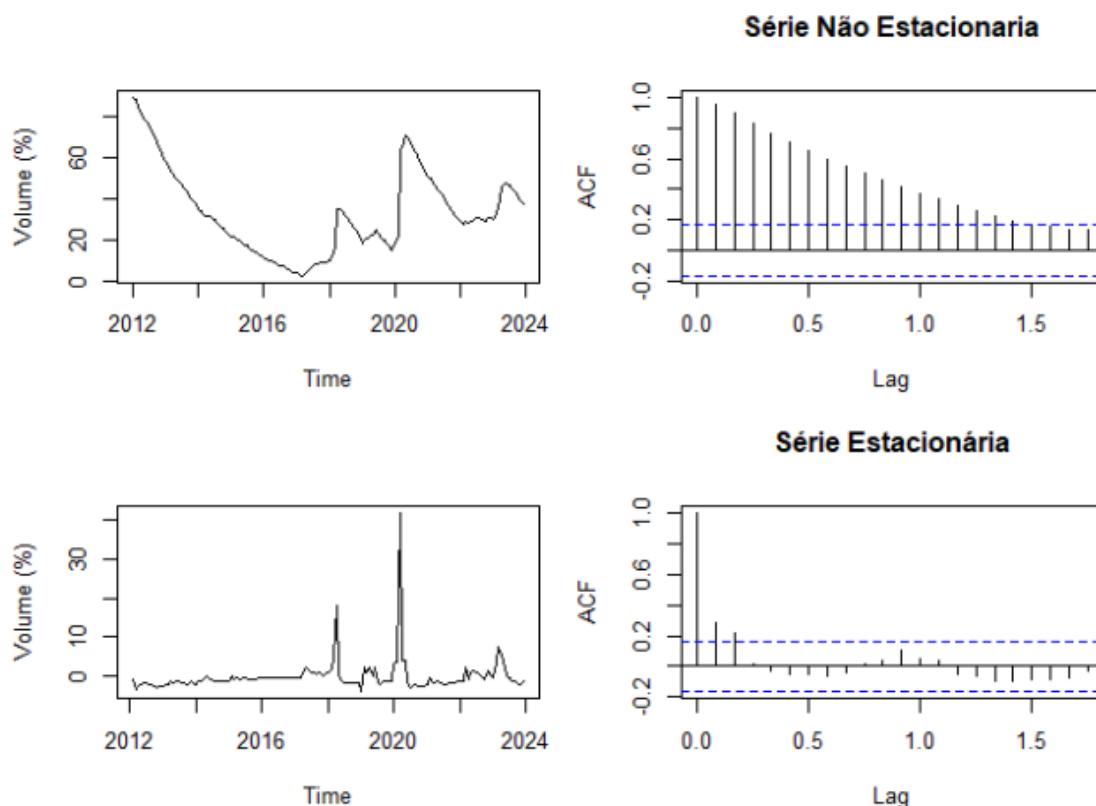 Série Não Estacionaria
Volume (%)
0 20 60
2012 2016 2020 2024
Time
ACF
-0.2 0.2 0.6 1.0
0.0 0.5 1.0 1.5
Lag
Série Estacionária
Volume (%)
0 10 30
2012 2016 2020 2024
Time
ACF
-0.2 0.2 0.6 1.0
0.0 0.5 1.0 1.5
Lag